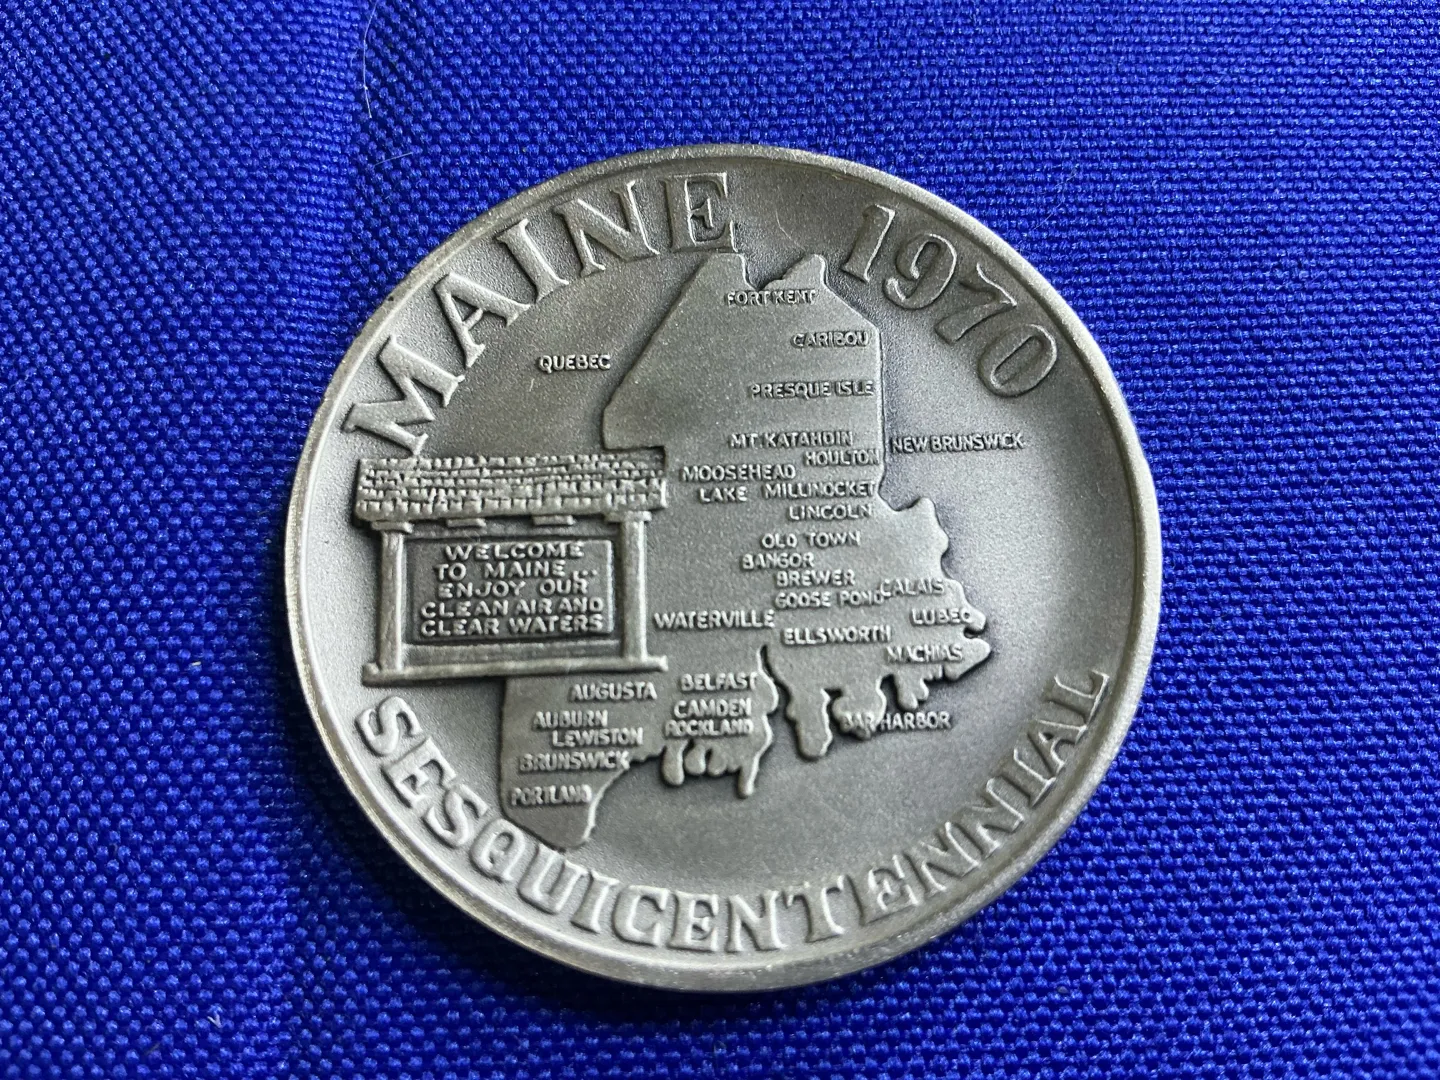 MAINE 1970
FORT KENT
CARIBOU
QUEBEC
PRESQUE ISLE
MT. KATAHDIN
NEW BRUNSWICK
HOULTON
MOOSEHEAD
LAKE MILLINOCKET
LINCOLN
OLD TOWN
BANGOR
BREWER
CALAIS
GOOSE POND
WATERVILLE
LUBEC
ELLSWORTH
MACHIAS
WELCOME
TO MAINE...
ENJOY OUR
CLEAN AIR AND
CLEAR WATERS
AUGUSTA
BELFAST
CAMDEN
AUBURN
ROCKLAND
BAR HARBOR
LEWISTON
BRUNSWICK
PORTLAND
SESQUICENTENNIAL